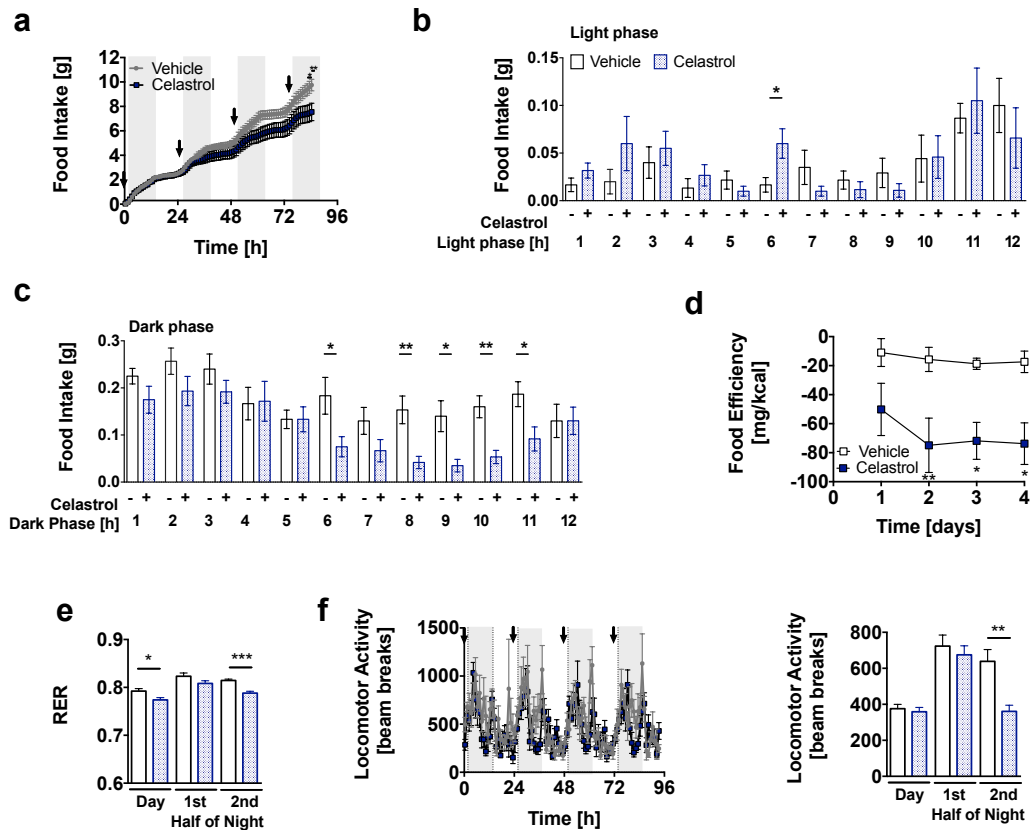 a
Food Intake [g]
12
10
8
6
4
2
0
Vehicle
Celastrol
**
*
0 24 48 72 96
Time [h]
b
Light phase
Vehicle Celastrol
Food Intake [g]
0.15
0.10
0.05
0.00
*
Celastrol - + - + - + - + - + - + - + - + - + - + - + - +
Light phase [h] 1 2 3 4 5 6 7 8 9 10 11 12
c
Dark phase
Food Intake [g]
0.3
0.2
0.1
0.0
* ** * ** *
Celastrol - + - + - + - + - + - + - + - + - + - + - + - +
Dark Phase [h] 1 2 3 4 5 6 7 8 9 10 11 12
d
Food Efficiency
[mg/kcal]
-0
-20
-40
-60
-80
-100
Vehicle
Celastrol
** * *
0 1 2 3 4
Time [days]
e
RER
0.9
0.8
0.7
0.6
* ***
Day 1st 2nd
Half of Night
f
Locomotor Activity
[beam breaks]
1500
1000
500
0
0 24 48 72 96
Time [h]
Locomotor Activity
[beam breaks]
800
600
400
200
0
**
Day 1st 2nd
Half of Night